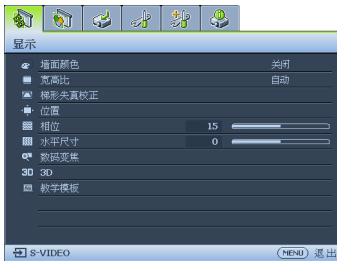 显示
墙面颜色 关闭
宽高比 自动
梯形失真校正
位置
相位 15
水平尺寸 0
数码变焦
3D 3D
教学模板
S-VIDEO MENU 退出